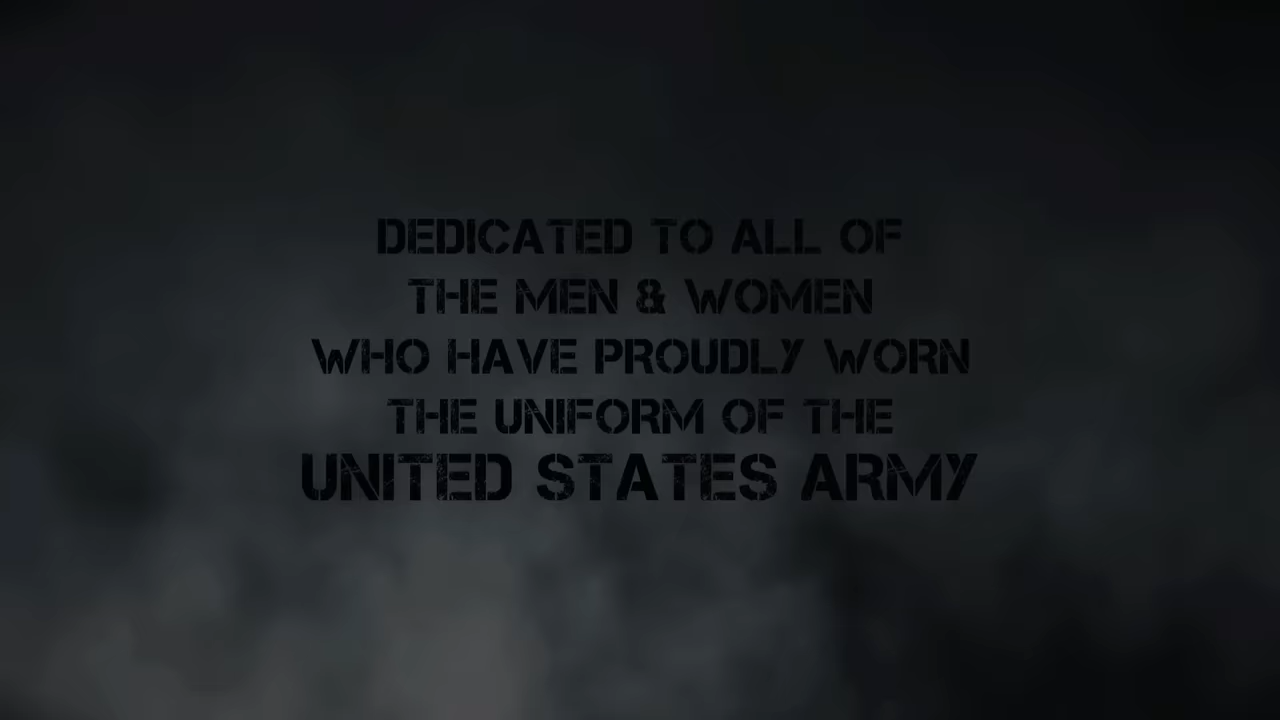 DEDICATED TO ALL OF
THE MEN & WOMEN
WHO HAVE PROUDLY WORN
THE UNIFORM OF THE
UNITED STATES ARMY